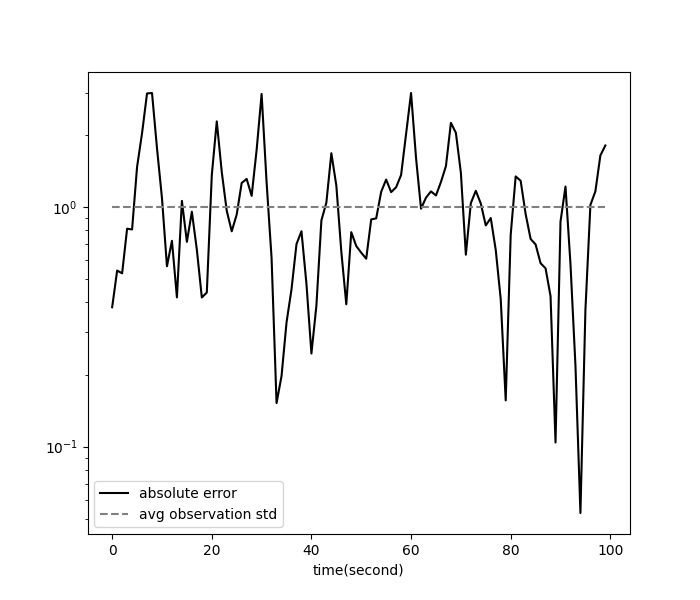 10⁰
10⁻¹
absolute error
avg observation std
0 20 40 60 80 100
time(second)